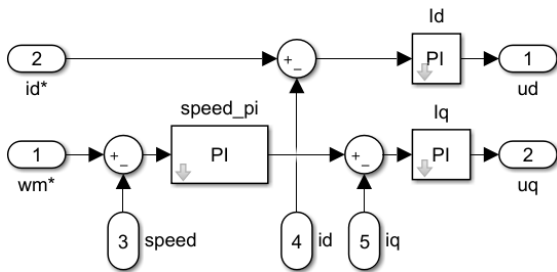 Id
2
+
-
PI
1
id*
ud
speed_pi
Iq
1
+
-
PI
+
-
PI
2
wm*
uq
3
speed
4
id
5
iq